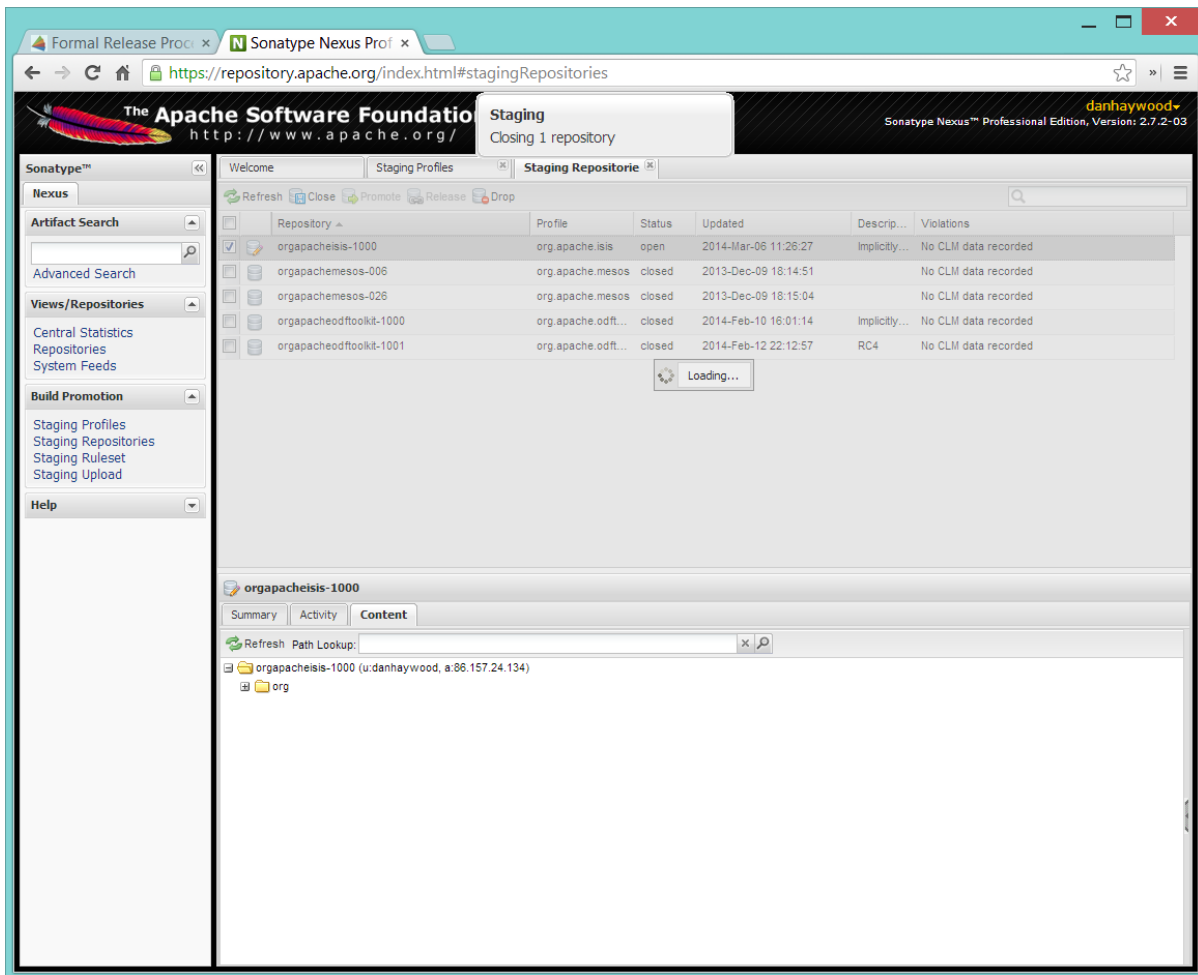 Formal Release Proc
Sonatype Nexus Prof
https://repository.apache.org/index.html#stagingRepositories
The Apache Software Foundatio
http://www.apache.org/
Staging
Closing 1 repository
danhaywood
Sonatype Nexus™ Professional Edition, Version: 2.7.2-03
Sonatype™
Nexus
Artifact Search
Advanced Search
Views/Repositories
Central Statistics
Repositories
System Feeds
Build Promotion
Staging Profiles
Staging Repositories
Staging Ruleset
Staging Upload
Help
Welcome Staging Profiles Staging Repositorie
Refresh Close Promote Release Drop
Repository Profile Status Updated Descrip... Violations
orgapacheisis-1000 org.apache.isis open 2014-Mar-06 11:26:27 Implicitly... No CLM data recorded
orgapachemesos-006 org.apache.mesos closed 2013-Dec-09 18:14:51 No CLM data recorded
orgapachemesos-026 org.apache.mesos closed 2013-Dec-09 18:15:04 No CLM data recorded
orgapacheodftoolkit-1000 org.apache.odft... closed 2014-Feb-10 16:01:14 Implicitly... No CLM data recorded
orgapacheodftoolkit-1001 org.apache.odft... closed 2014-Feb-12 22:12:57 RC4 No CLM data recorded
Loading...
orgapacheisis-1000
Summary Activity Content
Refresh Path Lookup:
orgapacheisis-1000 (u:danhaywood, a:86.157.24.134)
org